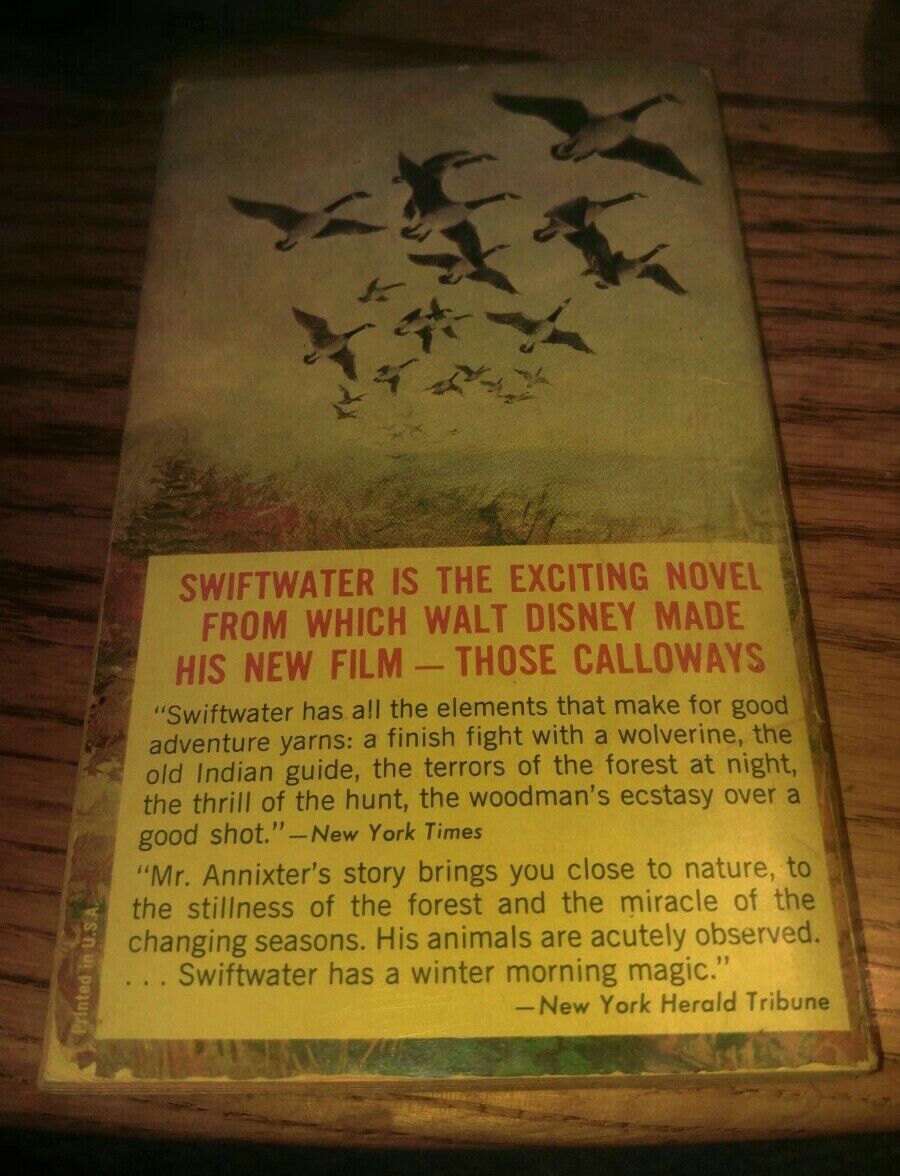 SWIFTWATER IS THE EXCITING NOVEL
FROM WHICH WALT DISNEY MADE
HIS NEW FILM — THOSE CALLOWAYS
“Swiftwater has all the elements that make for good
adventure yarns: a finish fight with a wolverine, the
old Indian guide, the terrors of the forest at night,
the thrill of the hunt, the woodman’s ecstasy over a
good shot.”—New York Times
“Mr. Annixter’s story brings you close to nature, to
the stillness of the forest and the miracle of the
changing seasons. His animals are acutely observed.
. . . Swiftwater has a winter morning magic.”
—New York Herald Tribune
Printed in U.S.A.